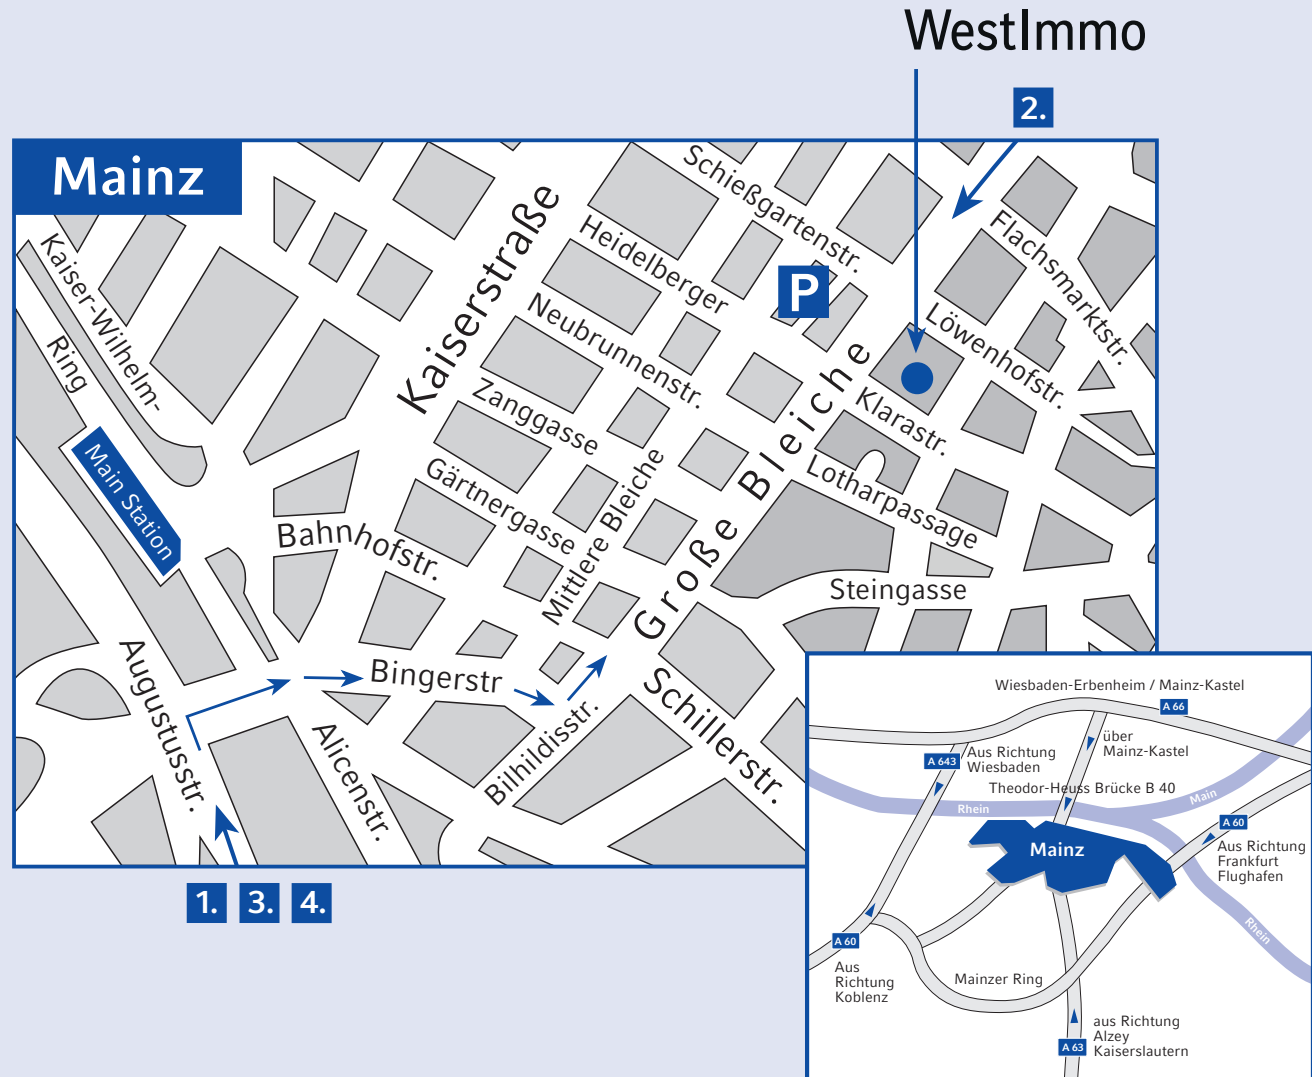 WestImmo
2.
Mainz
Schießgartenstr.
Kaiserstraße
Heidelberger
Flachsmarktstr.
Kaiser-Wilhelm-
Ring
P
Neubrunnenstr.
Löwenhofstr.
Zanggasse
Klarastr.
Große Bleiche
Main Station
Gärtnergasse
Mittlere Bleiche
Lotharpassage
Bahnhofstr.
Steingasse
Augustusstr.
Bingerstr
Schillerstr.
Alicenstr.
Bilhildisstr.
1.
3.
4.
Wiesbaden-Erbenheim / Mainz-Kastel
A 66
über
Mainz-Kastel
A 643
Aus Richtung
Wiesbaden
Theodor-Heuss Brücke B 40
Rhein
Main
A 60
Mainz
Aus Richtung
Frankfurt
Flughafen
Rhein
A 60
Aus
Richtung
Koblenz
Mainzer Ring
aus Richtung
Alzey
Kaiserslautern
A 63